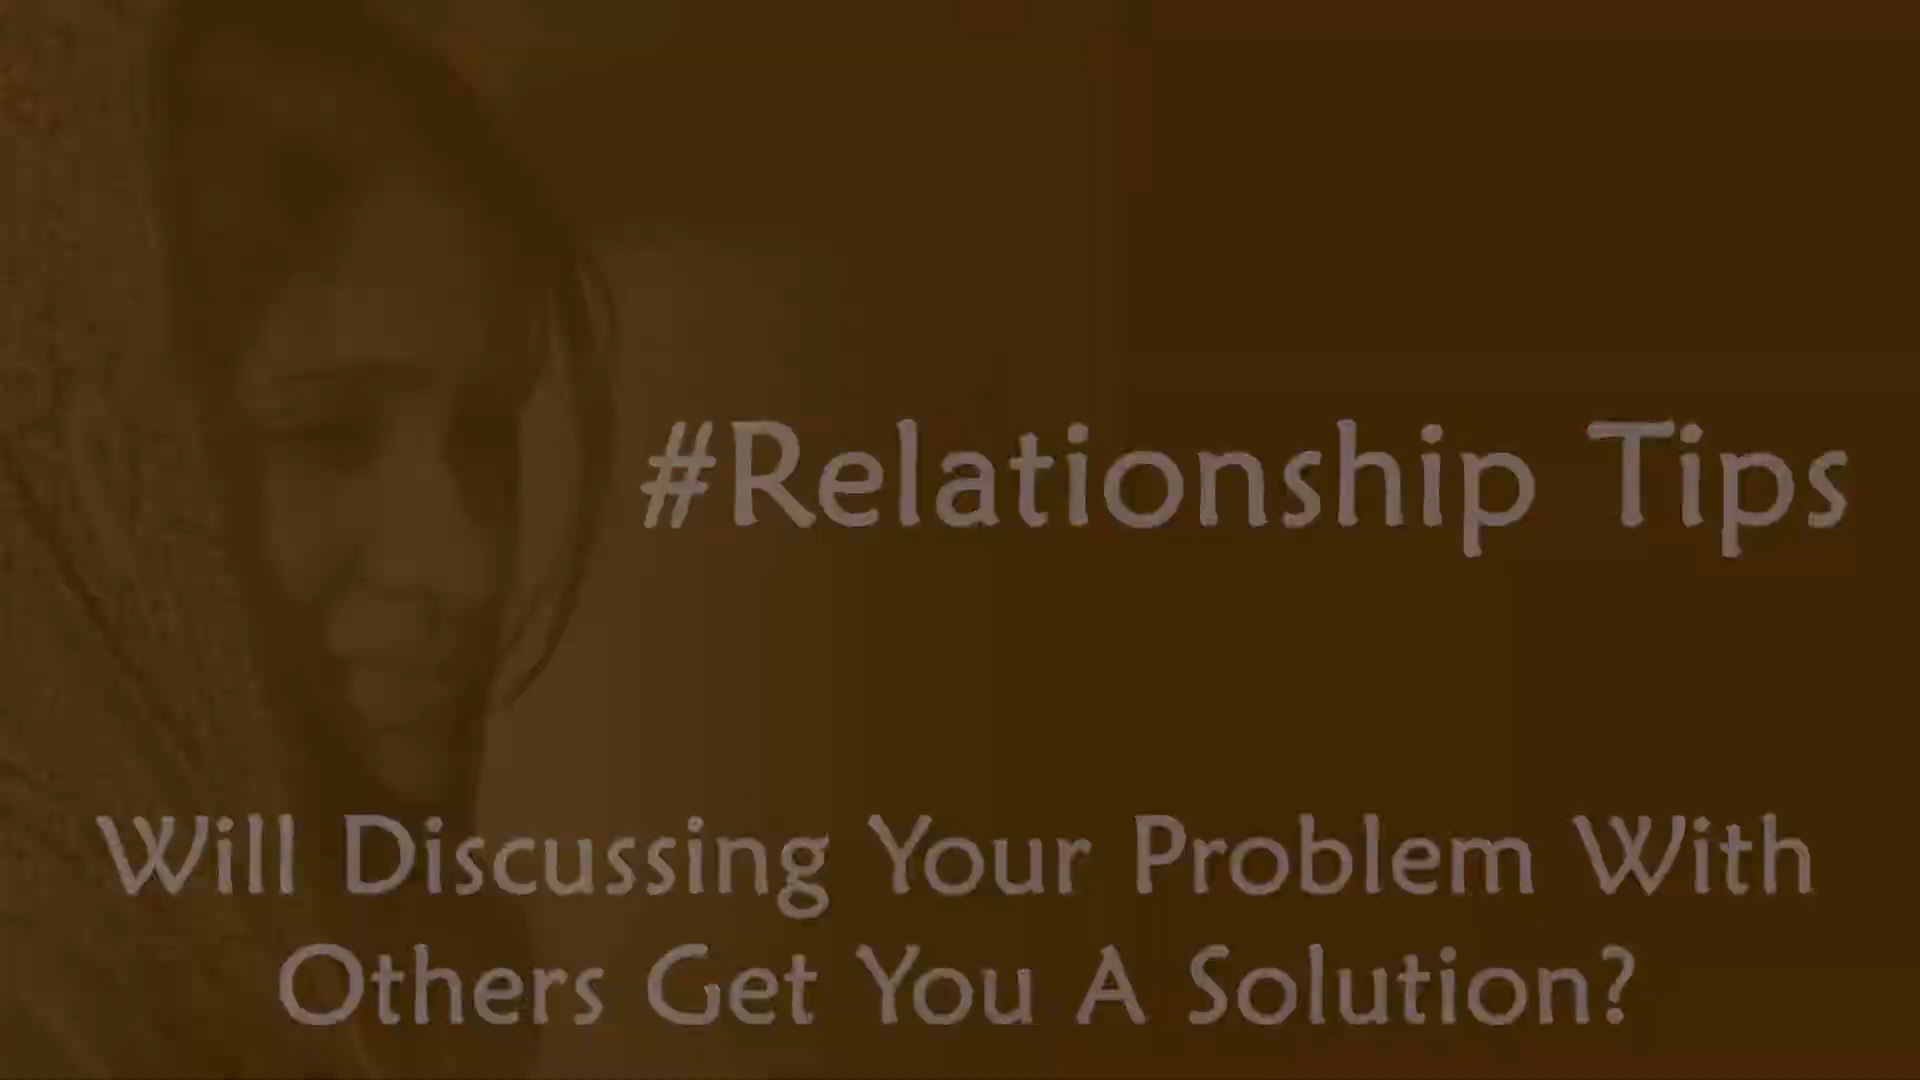 #Relationship Tips
Will Discussing Your Problem With
Others Get You A Solution?